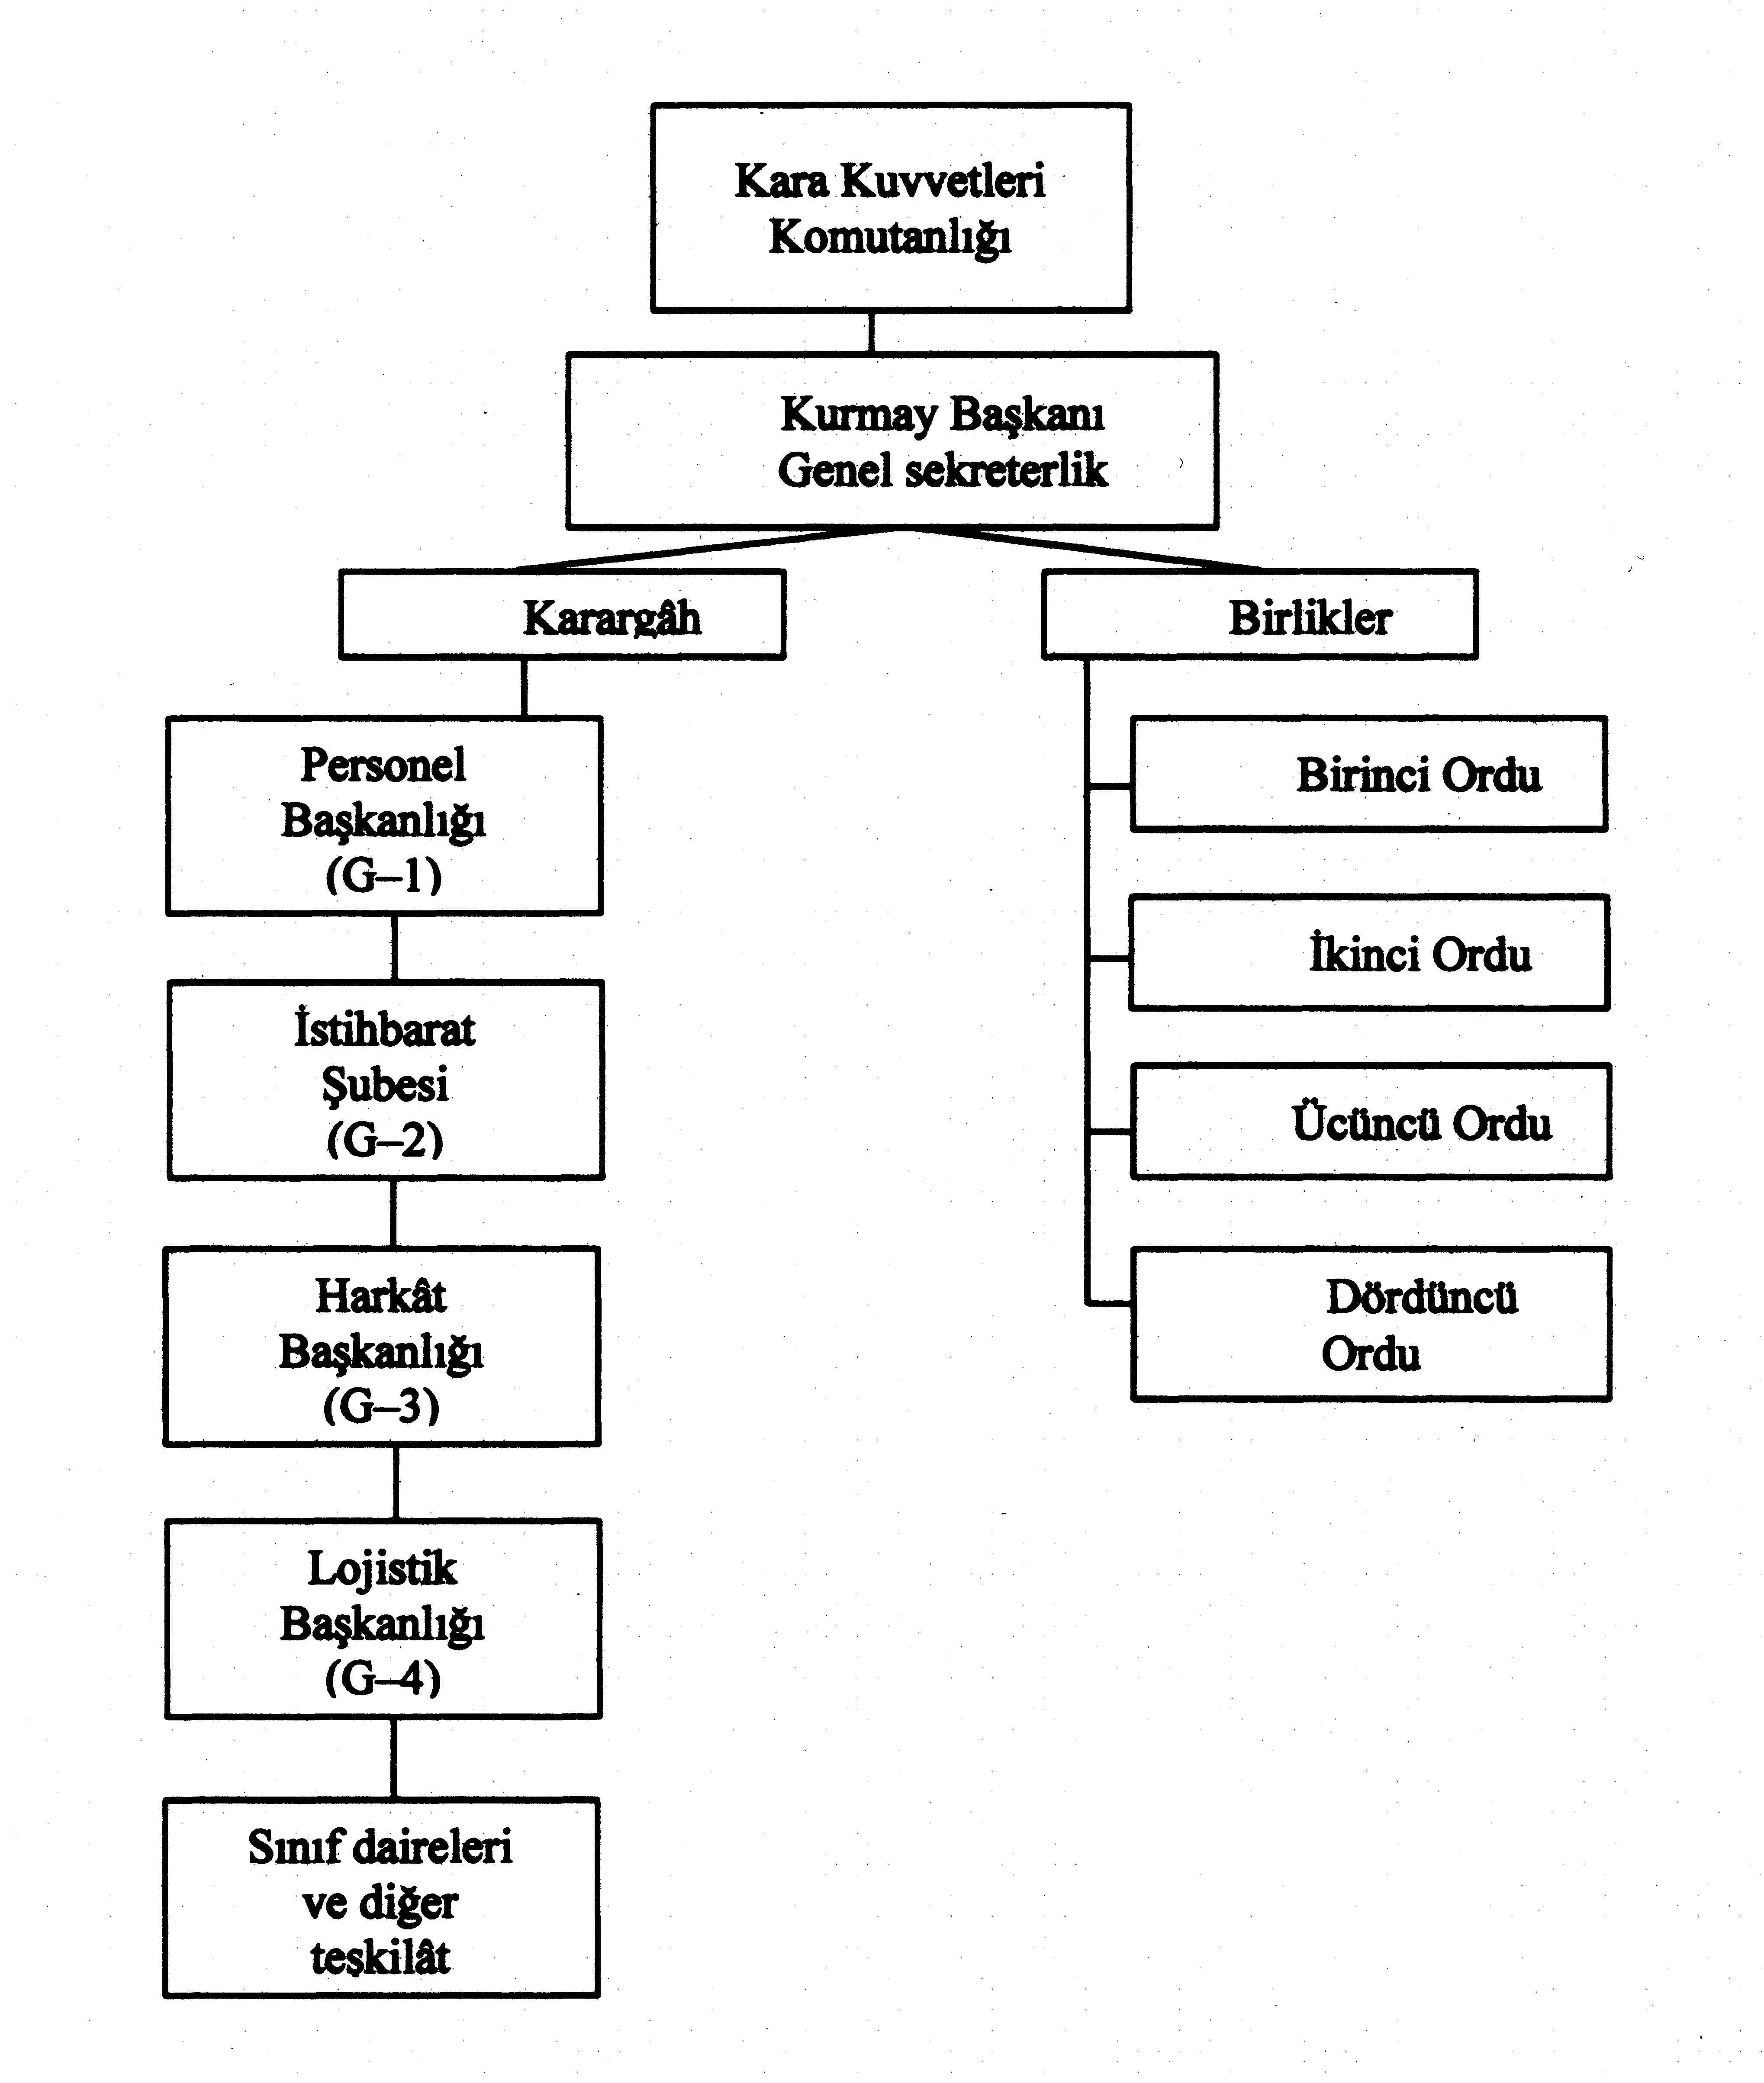 Kara Kuvvetleri
Komutanlığı
Kurmay Başkanı
Genel sekreterlik
Karargâh
Birlikler
Personel
Başkanlığı
(G–1)
İstihbarat
Şubesi
(G–2)
Harkât
Başkanlığı
(G–3)
Lojistik
Başkanlığı
(G–4)
Sınıf daireleri
ve diğer
teşkilât
Birinci Ordu
İkinci Ordu
Ücüncü Ordu
Dördüncü
Ordu